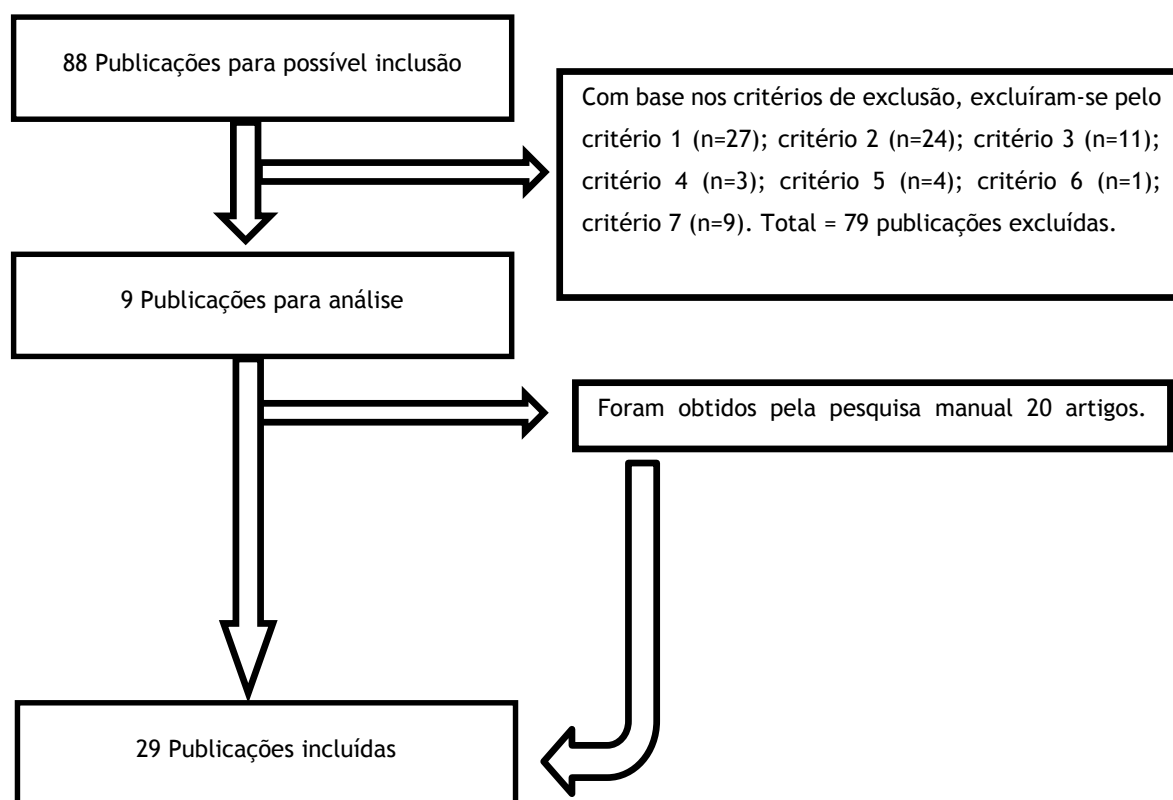 88 Publicações para possível inclusão
Com base nos critérios de exclusão, excluíram-se pelo
critério 1 (n=27); critério 2 (n=24); critério 3 (n=11);
critério 4 (n=3); critério 5 (n=4); critério 6 (n=1);
critério 7 (n=9). Total = 79 publicações excluídas.
9 Publicações para análise
Foram obtidos pela pesquisa manual 20 artigos.
29 Publicações incluídas